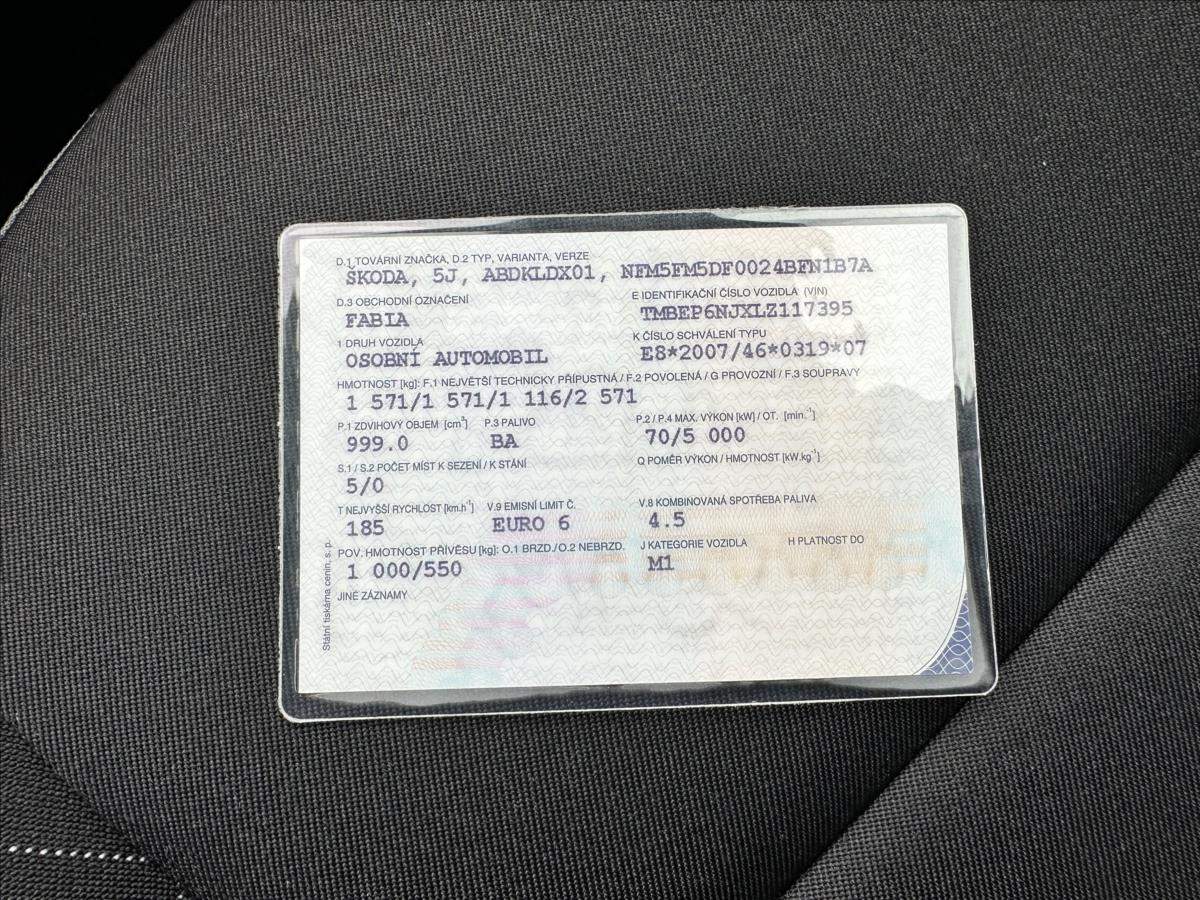 D.1 TOVÁRNÍ ZNAČKA, D.2 TYP, VARIANTA, VERZE
ŠKODA, 5J, ABDKLDX01, NFM5FM5DF0024BFN1B7A
D.3 OBCHODNÍ OZNAČENÍ E IDENTIFIKAČNÍ ČÍSLO VOZIDLA (VIN)
FABIA TMBEP6NJXLZ117395
1 DRUH VOZIDLA K ČÍSLO SCHVÁLENÍ TYPU
OSOBNÍ AUTOMOBIL E8*2007/46*0319*07
HMOTNOST [kg]: F.1 NEJVĚTŠÍ TECHNICKY PŘÍPUSTNÁ / F.2 POVOLENÁ / G PROVOZNÍ / F.3 SOUPRAVY
1 571/1 571/1 116/2 571
P.1 ZDVIHOVÝ OBJEM [cm³] P.3 PALIVO P.2 / P.4 MAX. VÝKON [kW] / OT. [min.⁻¹]
999.0 BA 70/5 000
S.1 / S.2 POČET MÍST K SEZENÍ / K STÁNÍ Q POMĚR VÝKON / HMOTNOST [kW.kg⁻¹]
5/0
T NEJVYŠŠÍ RYCHLOST [km.h⁻¹] V.9 EMISNÍ LIMIT Č. V.8 KOMBINOVANÁ SPOTŘEBA PALIVA
185 EURO 6 4.5
POV. HMOTNOST PŘÍVĚSU [kg]: O.1 BRZD./O.2 NEBRZD. J KATEGORIE VOZIDLA H PLATNOST DO
1 000/550 M1
JINÉ ZÁZNAMY
Státní tiskárna cenin, s. p.